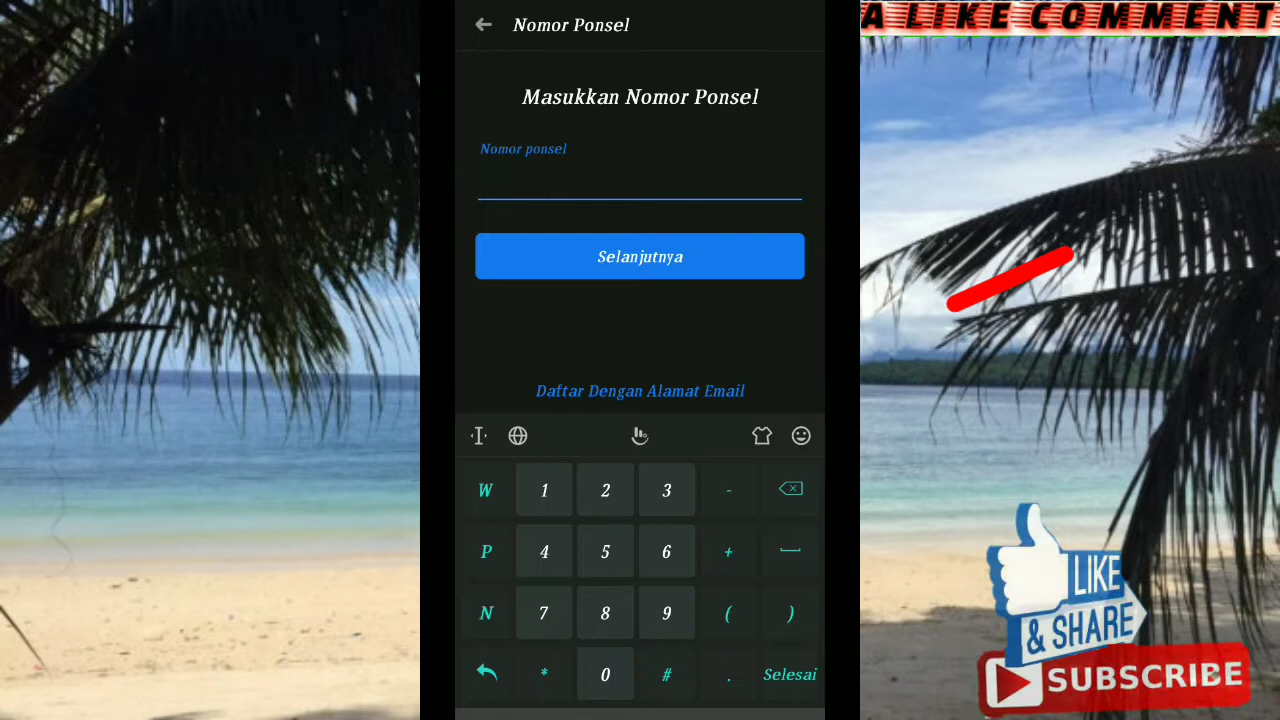 Nomor Ponsel
A LIKE COMMENT
Masukkan Nomor Ponsel
Nomor ponsel
Selanjutnya
Daftar Dengan Alamat Email
W 1 2 3 -
P 4 5 6 +
N 7 8 9 ( )
* 0 # . Selesai
LIKE
& SHARE
SUBSCRIBE